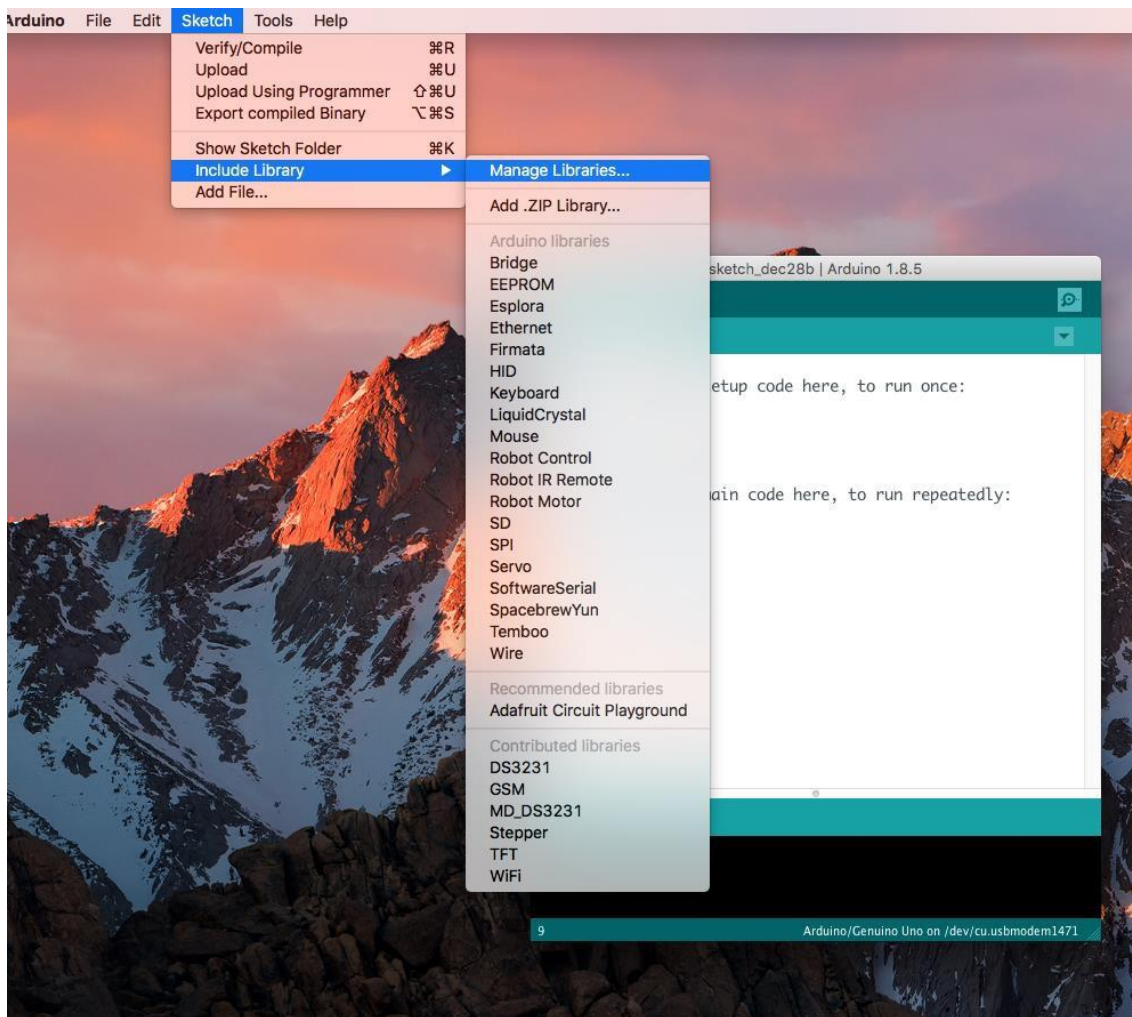 Arduino File Edit Sketch Tools Help
Verify/Compile ⌘R
Upload ⌘U
Upload Using Programmer ⇧⌘U
Export compiled Binary ⌥⌘S
Show Sketch Folder ⌘K
Include Library ▶
Add File...
Manage Libraries...
Add .ZIP Library...
Arduino libraries
Bridge
EEPROM
Esplora
Ethernet
Firmata
HID
Keyboard
LiquidCrystal
Mouse
Robot Control
Robot IR Remote
Robot Motor
SD
SPI
Servo
SoftwareSerial
SpacebrewYun
Temboo
Wire
Recommended libraries
Adafruit Circuit Playground
Contributed libraries
DS3231
GSM
MD_DS3231
Stepper
TFT
WiFi
sketch_dec28b | Arduino 1.8.5
etup code here, to run once:
ain code here, to run repeatedly:
9 Arduino/Genuino Uno on /dev/cu.usbmodem1471